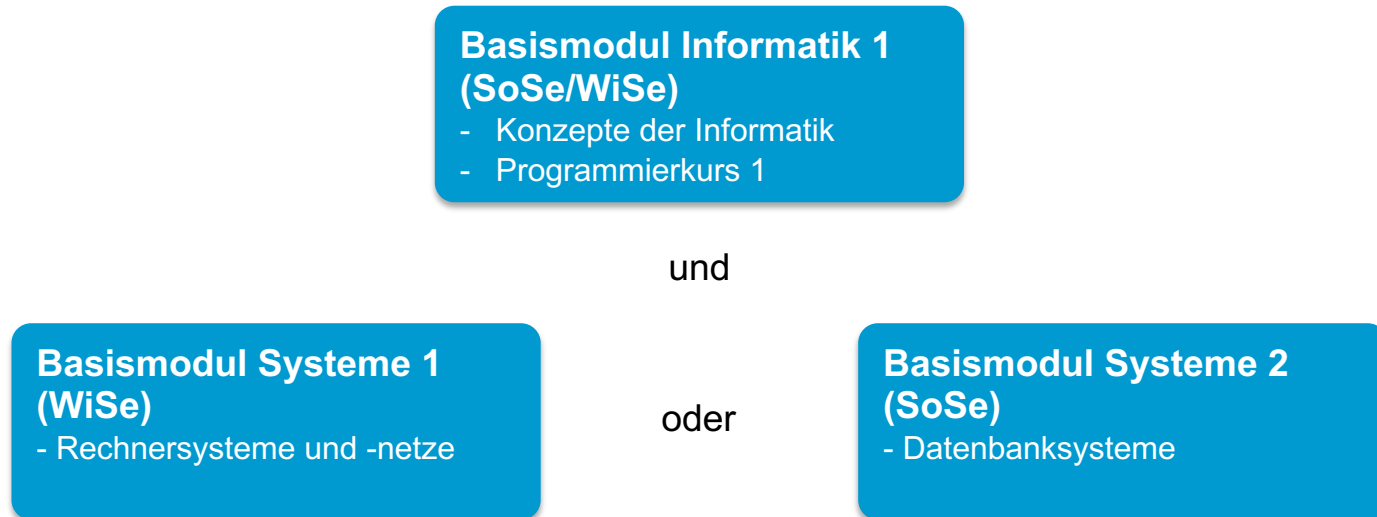 Basismodul Informatik 1
(SoSe/WiSe)
- Konzepte der Informatik
- Programmierkurs 1
und
Basismodul Systeme 1
(WiSe)
- Rechnersysteme und -netze
oder
Basismodul Systeme 2
(SoSe)
- Datenbanksysteme